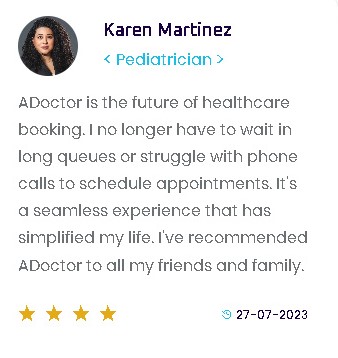 Karen Martinez
< Pediatrician >
ADoctor is the future of healthcare
booking. I no longer have to wait in
long queues or struggle with phone
calls to schedule appointments. It's
a seamless experience that has
simplified my life. I've recommended
ADoctor to all my friends and family.
27-07-2023